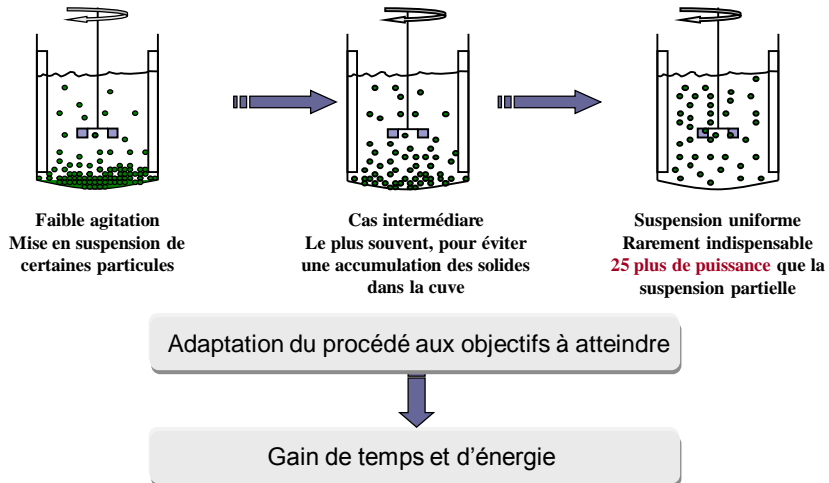 Faible agitation
Mise en suspension de
certaines particules
Cas intermédiare
Le plus souvent, pour éviter
une accumulation des solides
dans la cuve
Suspension uniforme
Rarement indispensable
25 plus de puissance que la
suspension partielle
Adaptation du procédé aux objectifs à atteindre
Gain de temps et d'énergie